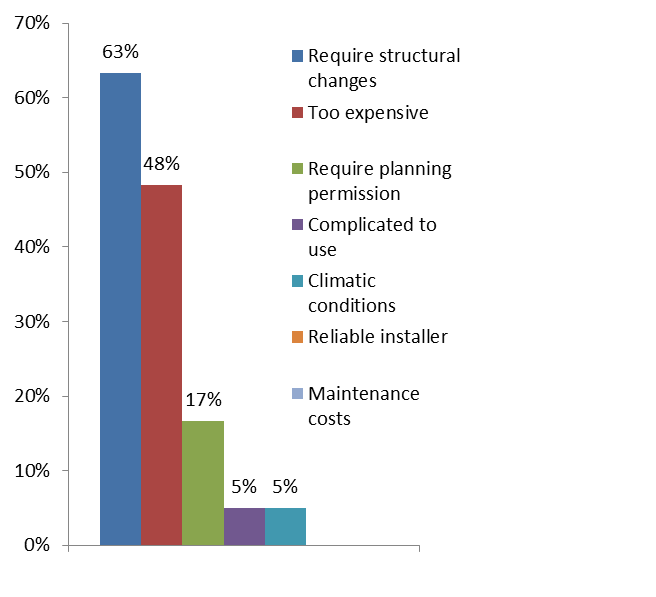 70%
63%
Require structural
changes
60%
Too expensive
50%
48%
Require planning
permission
40%
Complicated to
use
Climatic
conditions
30%
Reliable installer
20%
17%
Maintenance
costs
10%
5%
5%
0%